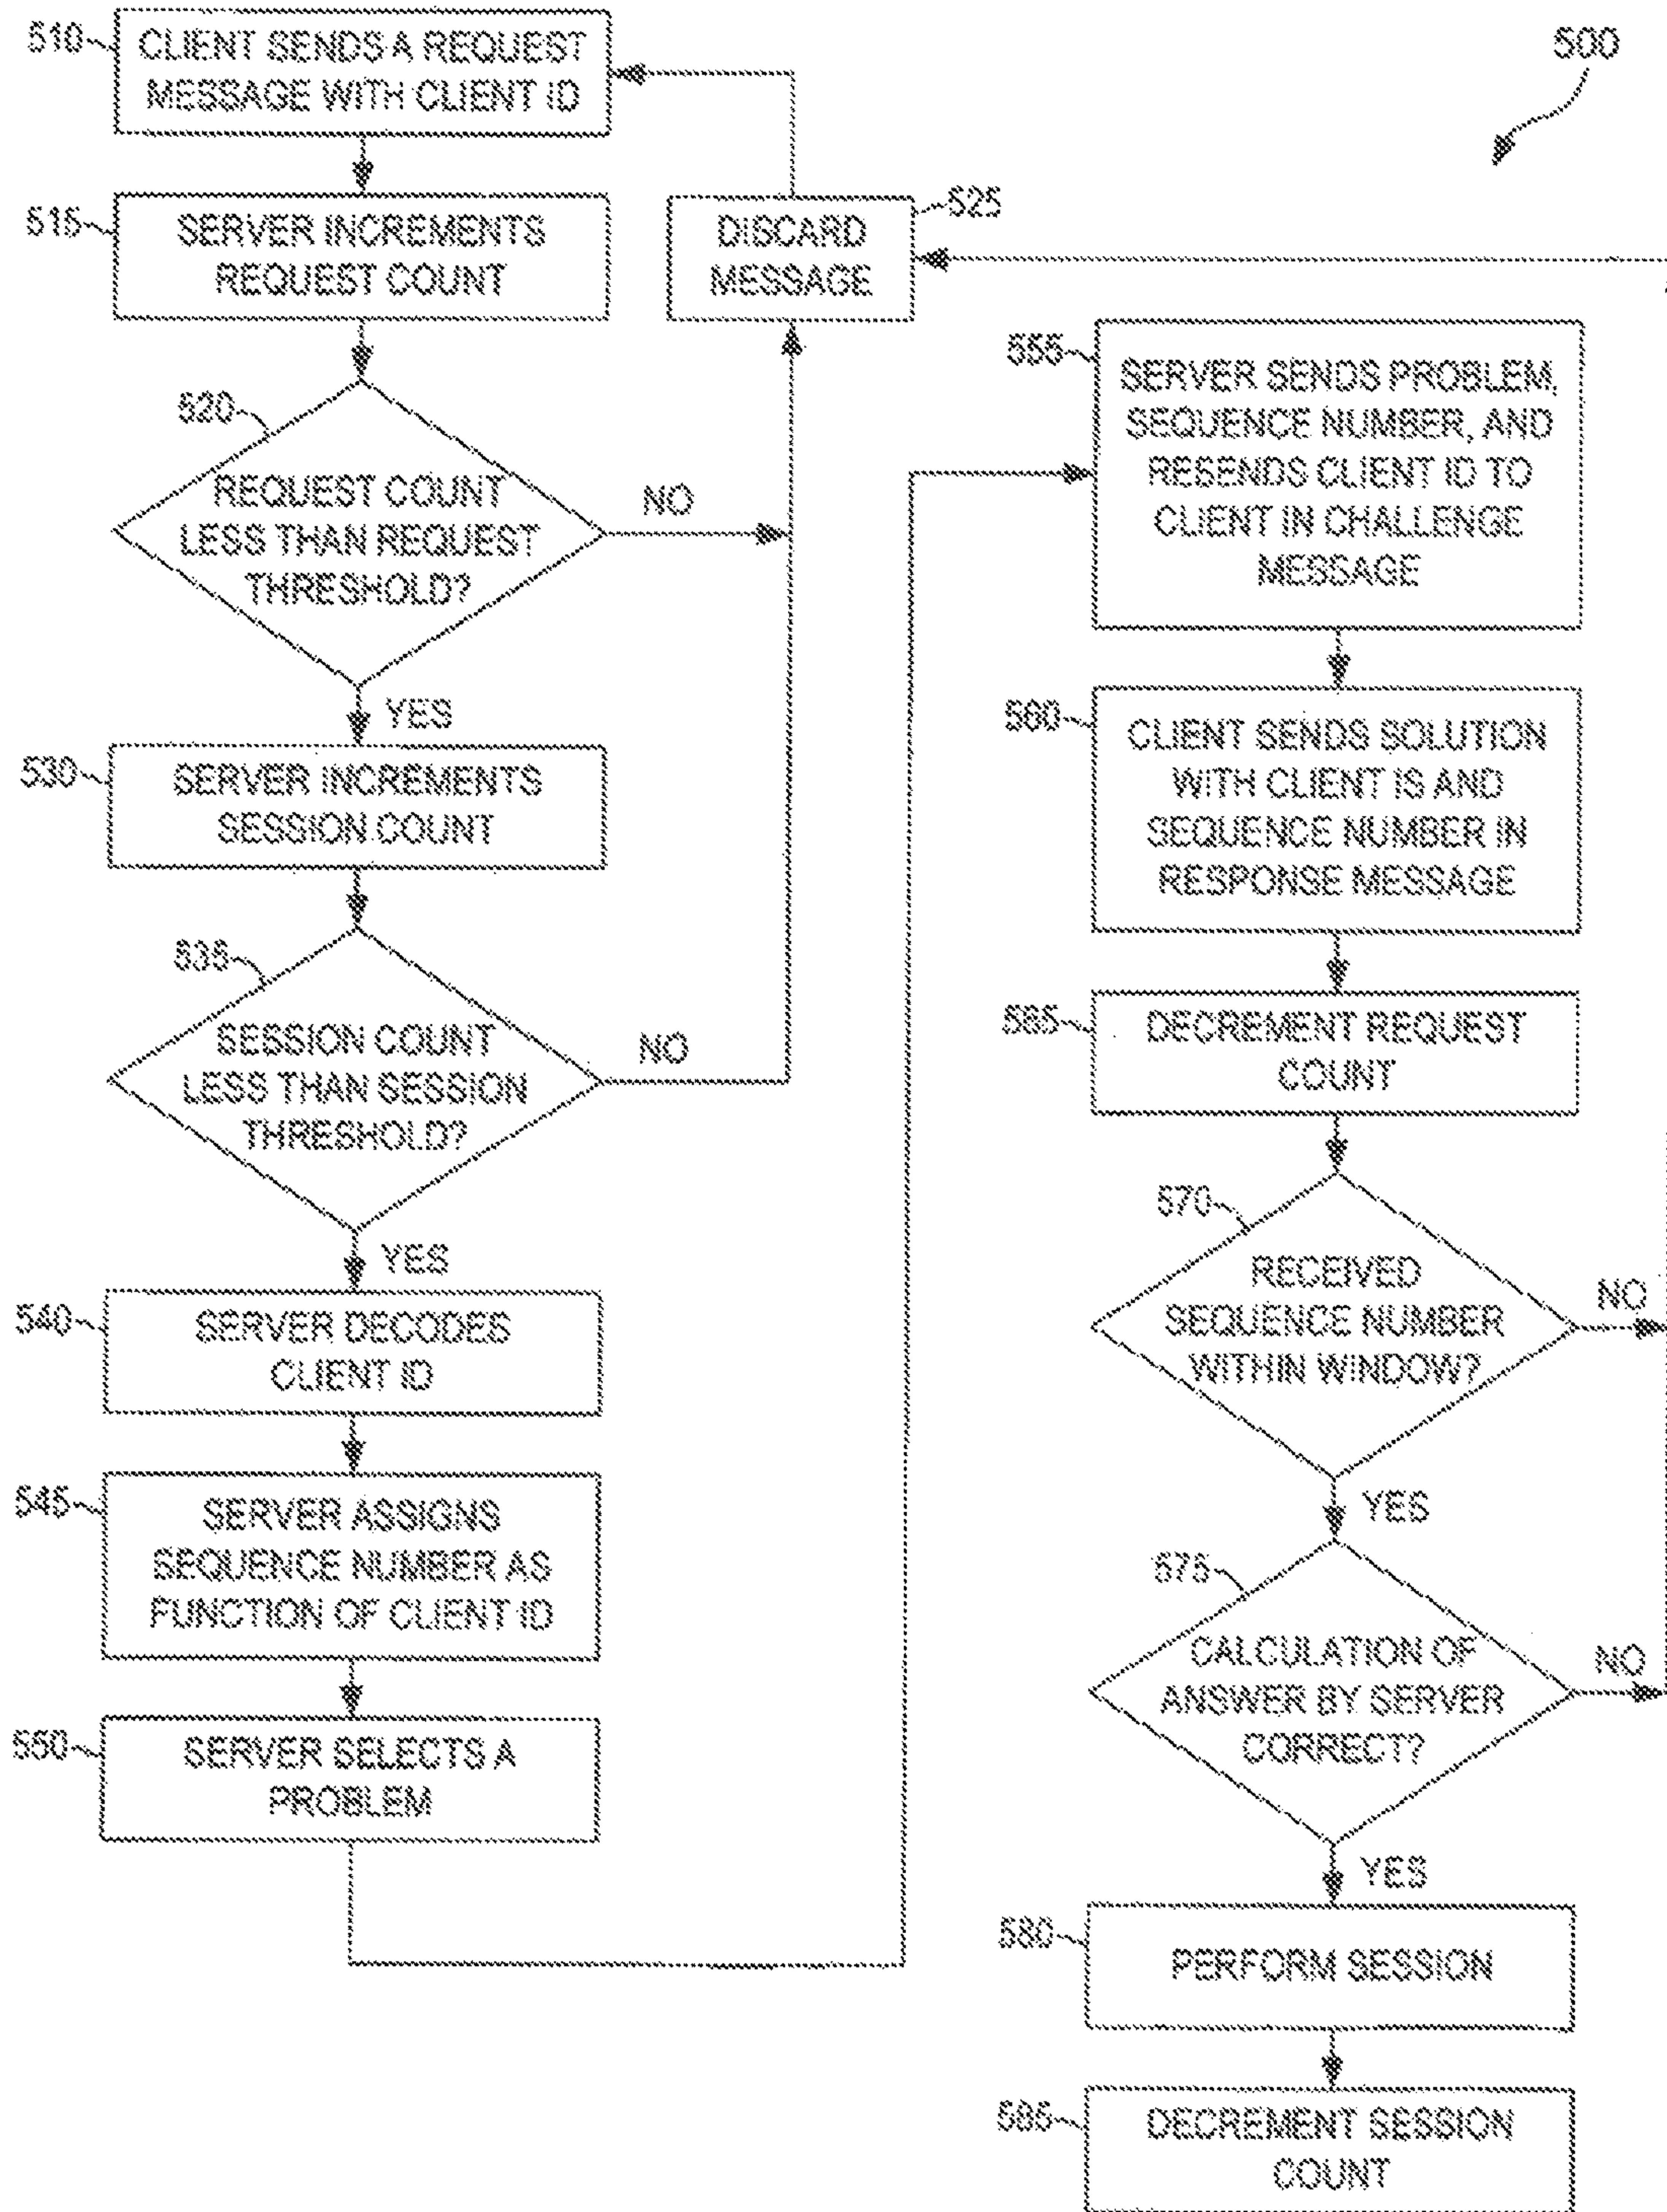 500
510
CLIENT SENDS A REQUEST
MESSAGE WITH CLIENT ID
515
SERVER INCREMENTS
REQUEST COUNT
520
REQUEST COUNT
LESS THAN REQUEST
THRESHOLD?
NO
YES
525
DISCARD
MESSAGE
530
SERVER INCREMENTS
SESSION COUNT
535
SESSION COUNT
LESS THAN SESSION
THRESHOLD?
NO
YES
540
SERVER DECODES
CLIENT ID
545
SERVER ASSIGNS
SEQUENCE NUMBER AS
FUNCTION OF CLIENT ID
550
SERVER SELECTS A
PROBLEM
555
SERVER SENDS PROBLEM,
SEQUENCE NUMBER, AND
RESENDS CLIENT ID TO
CLIENT IN CHALLENGE
MESSAGE
560
CLIENT SENDS SOLUTION
WITH CLIENT IS AND
SEQUENCE NUMBER IN
RESPONSE MESSAGE
565
DECREMENT REQUEST
COUNT
570
RECEIVED
SEQUENCE NUMBER
WITHIN WINDOW?
NO
YES
575
CALCULATION OF
ANSWER BY SERVER
CORRECT?
NO
YES
580
PERFORM SESSION
585
DECREMENT SESSION
COUNT